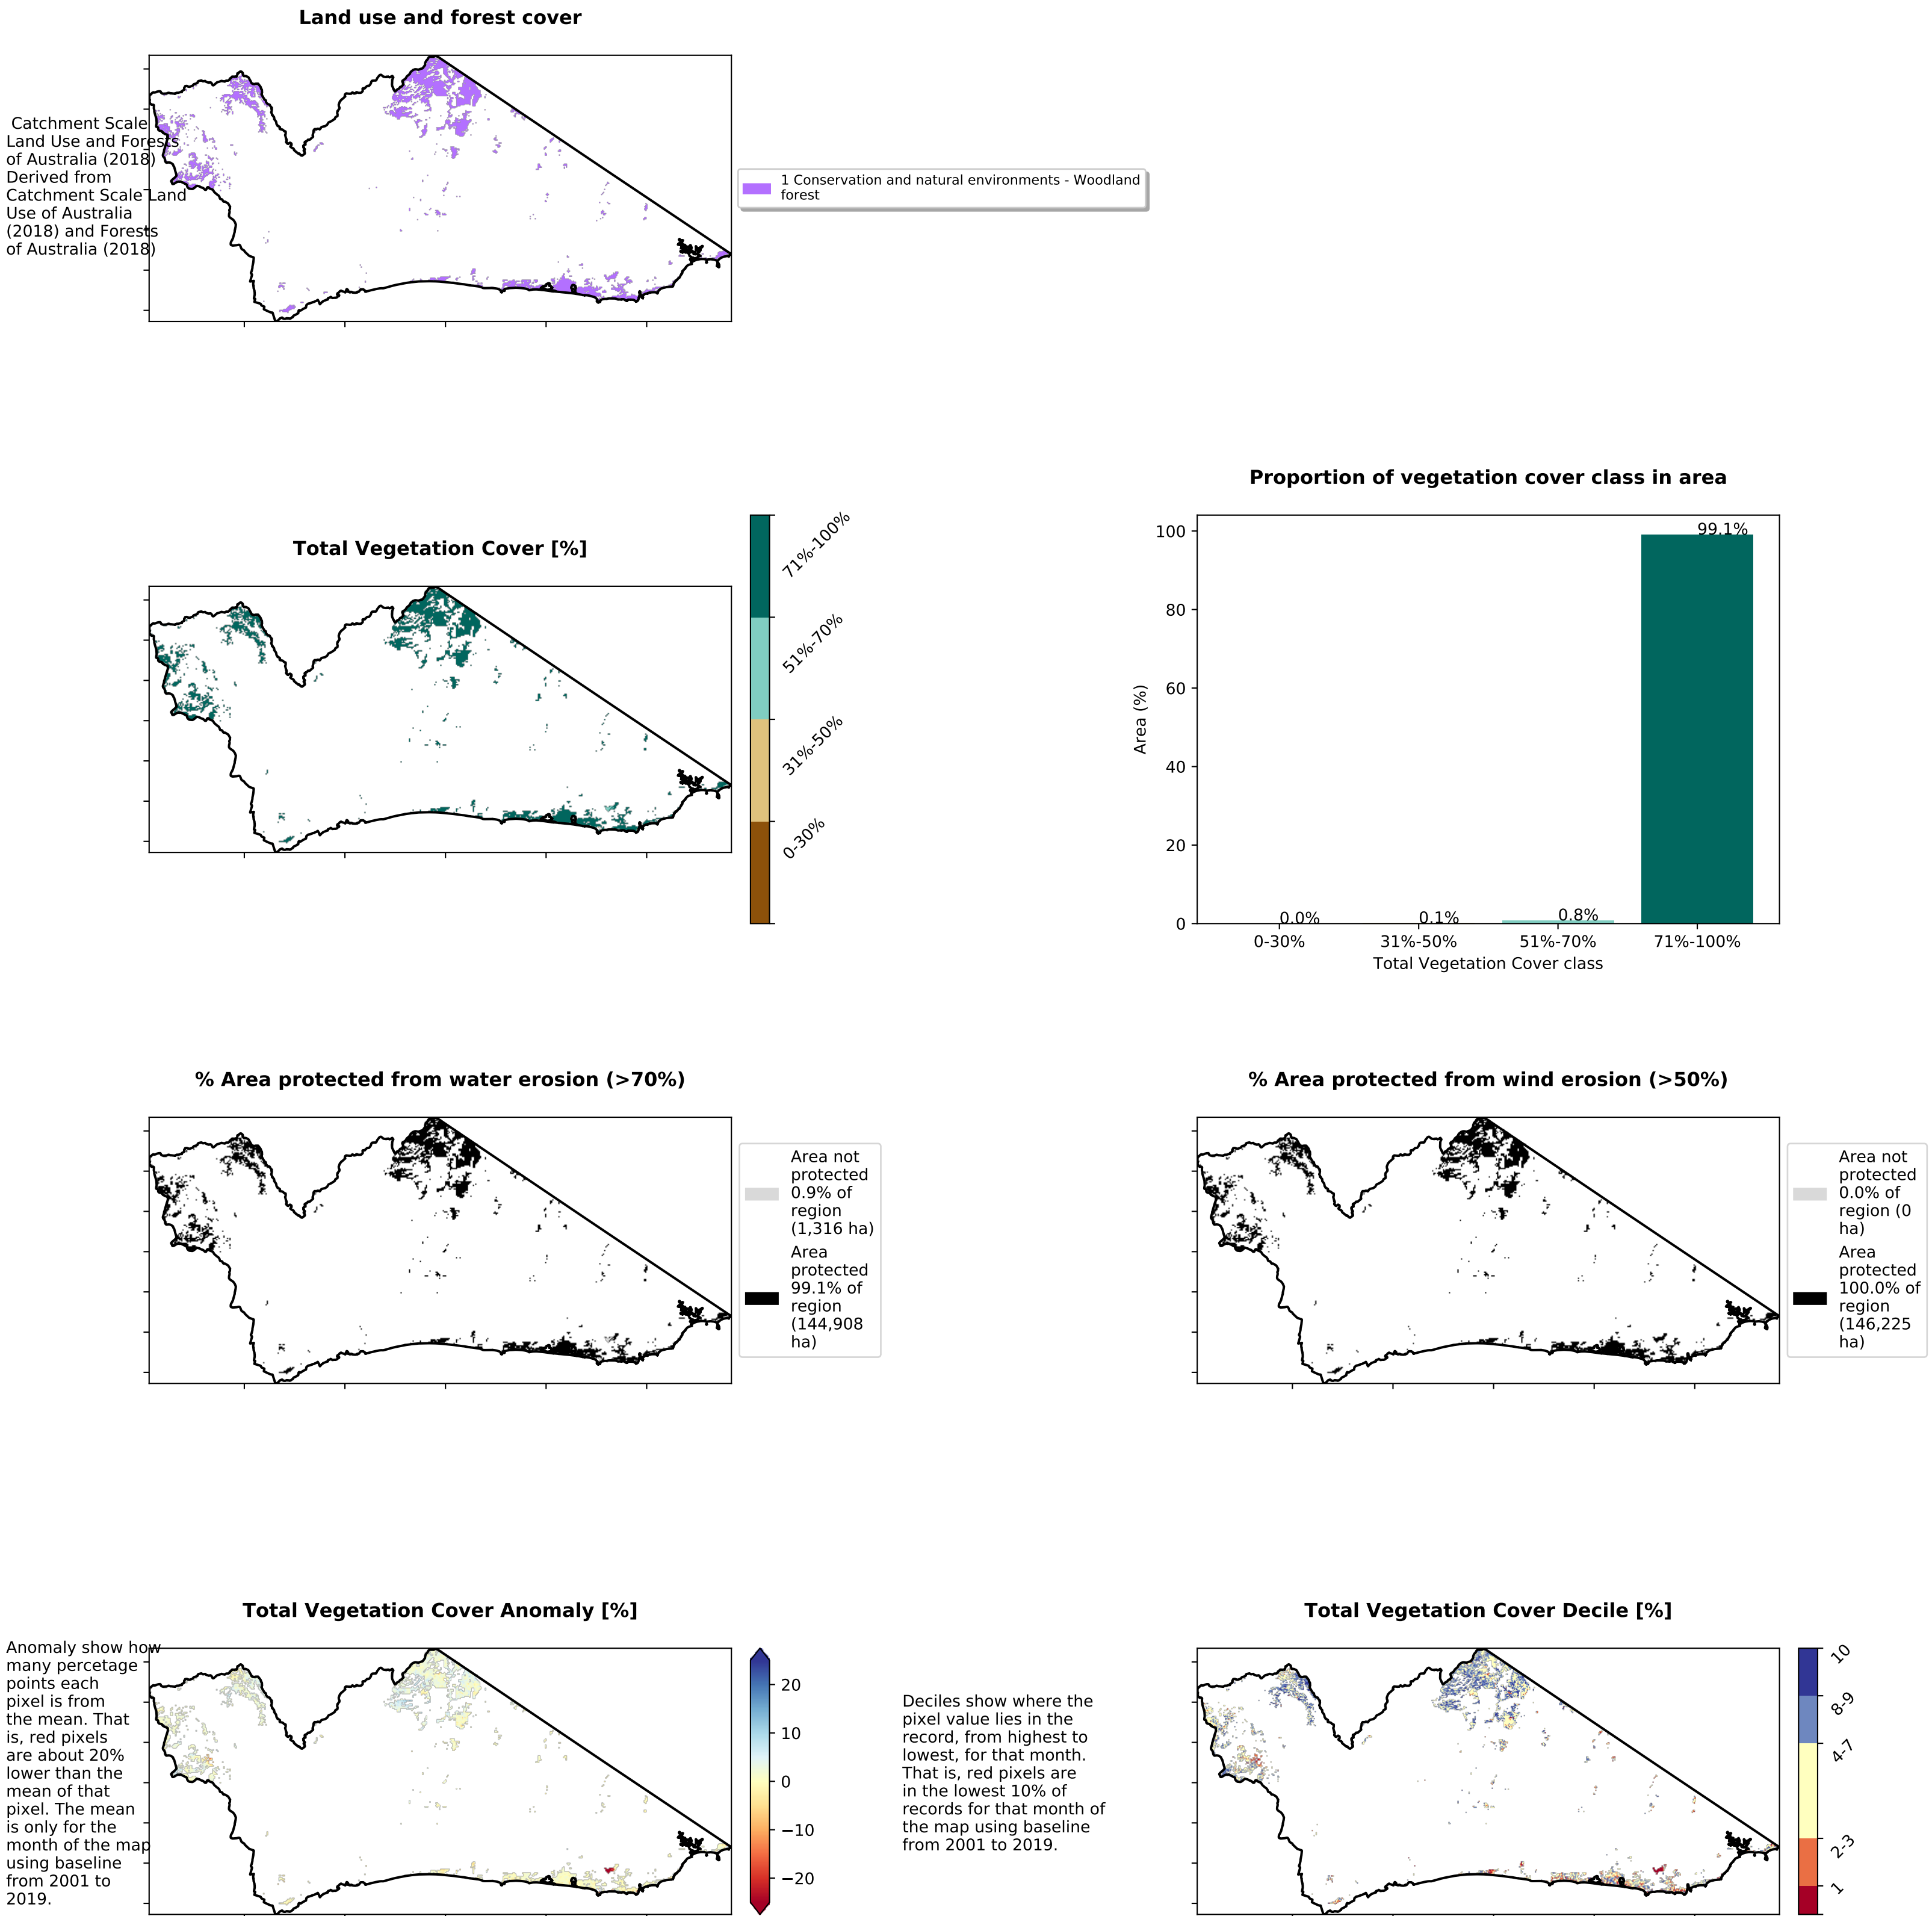 Land use and forest cover
Catchment Scale
Land Use and Forests
of Australia (2018)
Derived from
Catchment Scale Land
Use of Australia
(2018) and Forests
of Australia (2018)
1 Conservation and natural environments - Woodland
forest
Total Vegetation Cover [%]
71%-100%
51%-70%
31%-50%
0-30%
Proportion of vegetation cover class in area
100
80
60
40
20
0
Area (%)
0.0%
0.1%
0.8%
99.1%
0-30%
31%-50%
51%-70%
71%-100%
Total Vegetation Cover class
% Area protected from water erosion (>70%)
Area not
protected
0.9% of
region
(1,316 ha)
Area
protected
99.1% of
region
(144,908
ha)
% Area protected from wind erosion (>50%)
Area not
protected
0.0% of
region (0
ha)
Area
protected
100.0% of
region
(146,225
ha)
Total Vegetation Cover Anomaly [%]
Anomaly show how
many percetage
points each
pixel is from
the mean. That
is, red pixels
are about 20%
lower than the
mean of that
pixel. The mean
is only for the
month of the map
using baseline
from 2001 to
2019.
20
10
0
−10
−20
Total Vegetation Cover Decile [%]
Deciles show where the
pixel value lies in the
record, from highest to
lowest, for that month.
That is, red pixels are
in the lowest 10% of
records for that month of
the map using baseline
from 2001 to 2019.
10
8-9
4-7
2-3
1